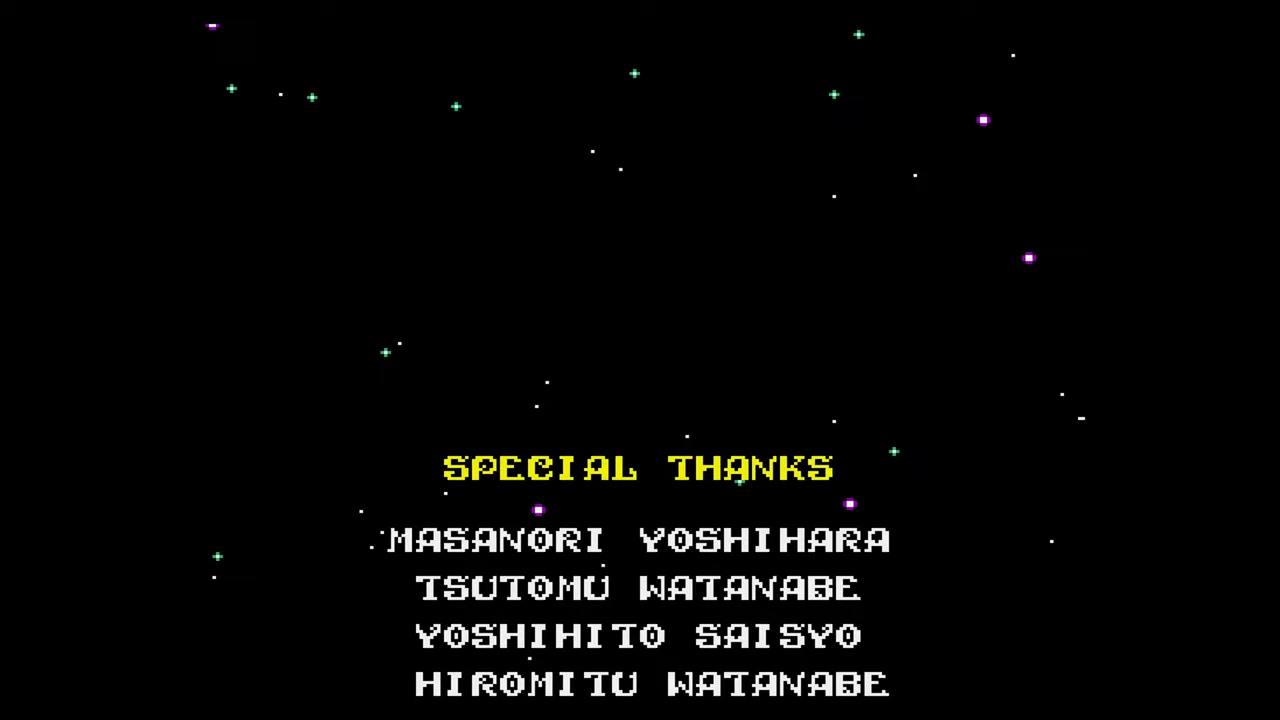 SPECIAL THANKS
MASANORI YOSHIHARA
TSUTOMU WATANABE
YOSHIHITO SAISYO
HIROMITU WATANABE